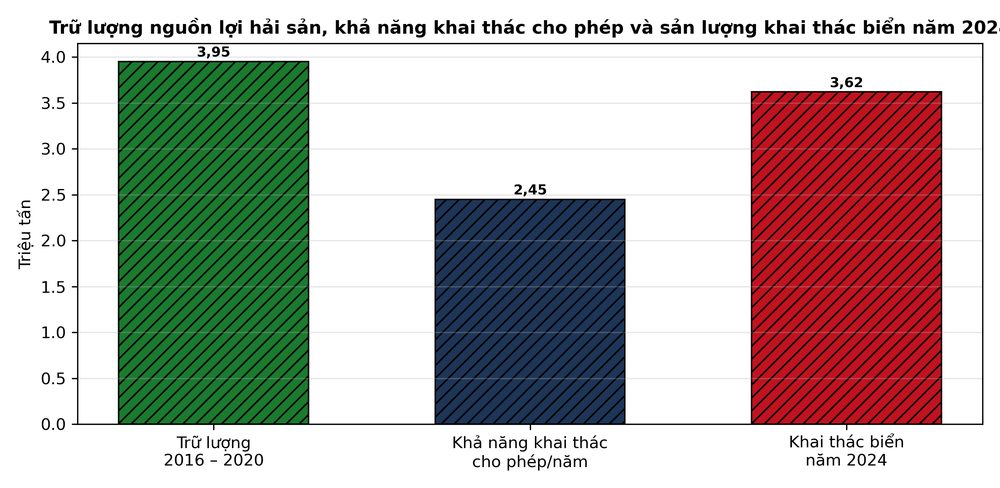 Trữ lượng nguồn lợi hải sản, khả năng khai thác cho phép và sản lượng khai thác biển năm 202
4.0
3.5
3.0
2.5
2.0
1.5
1.0
0.5
0.0
Triệu tấn
3,95
2,45
3,62
Trữ lượng
2016 – 2020
Khả năng khai thác
cho phép/năm
Khai thác biển
năm 2024